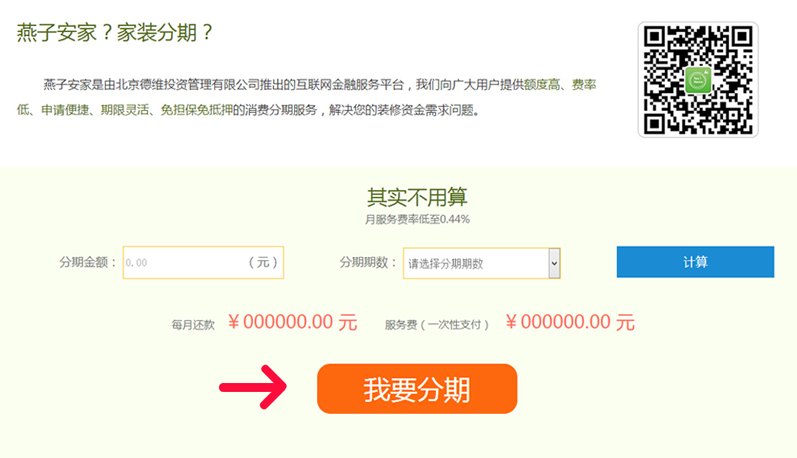 燕子安家？家装分期？
燕子安家是由北京德维投资管理有限公司推出的互联网金融服务平台，我们向广大用户提供额度高、费率
低、申请便捷、期限灵活、免担保免抵押的消费分期服务，解决您的装修资金需求问题。
其实不用算
月服务费率低至0.44%
分期金额： 0.00 （元） 分期期数： 请选择分期期数 计算
每月还款 ￥000000.00 元 服务费（一次性支付） ￥000000.00 元
我要分期